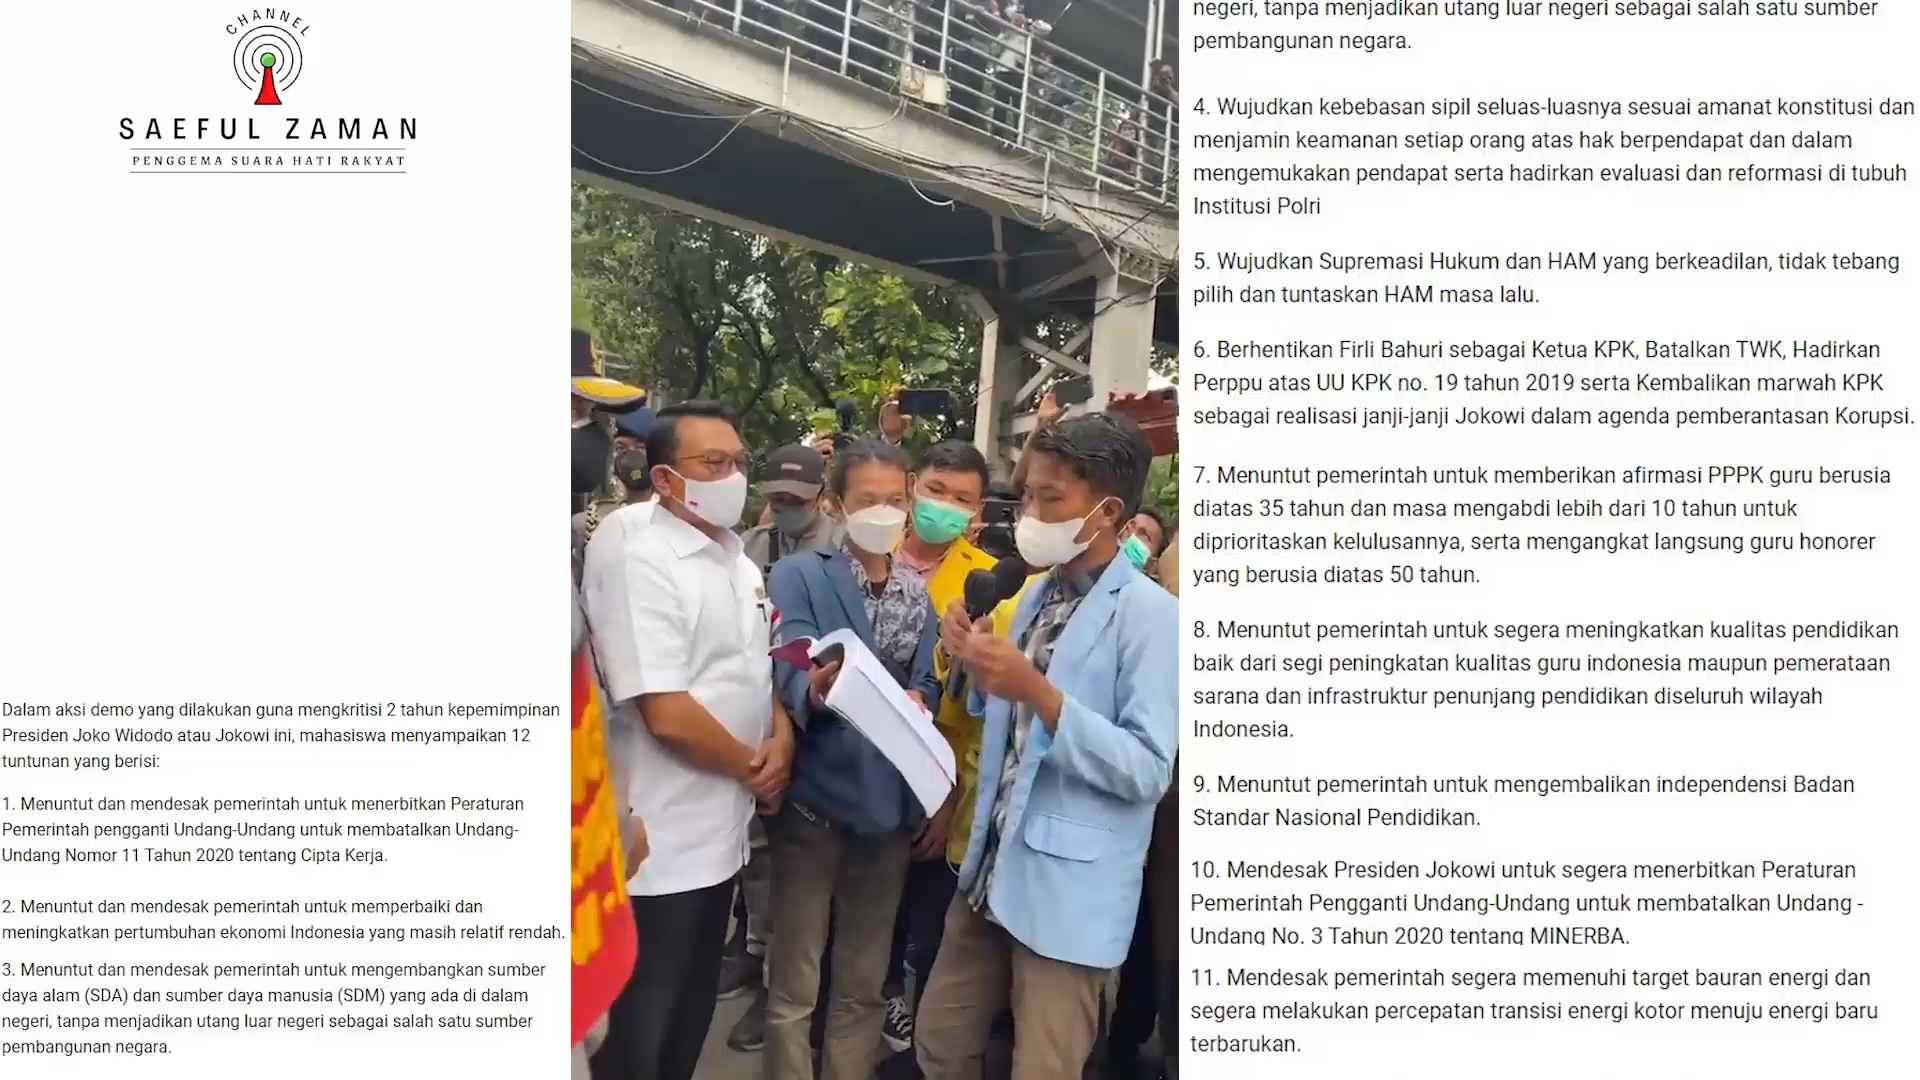 CHANNEL
SAEFUL ZAMAN
PENGGEMA SUARA HATI RAKYAT
Dalam aksi demo yang dilakukan guna mengkritisi 2 tahun kepemimpinan
Presiden Joko Widodo atau Jokowi ini, mahasiswa menyampaikan 12
tuntunan yang berisi:
1. Menuntut dan mendesak pemerintah untuk menerbitkan Peraturan
Pemerintah pengganti Undang-Undang untuk membatalkan Undang-
Undang Nomor 11 Tahun 2020 tentang Cipta Kerja.
2. Menuntut dan mendesak pemerintah untuk memperbaiki dan
meningkatkan pertumbuhan ekonomi Indonesia yang masih relatif rendah.
3. Menuntut dan mendesak pemerintah untuk mengembangkan sumber
daya alam (SDA) dan sumber daya manusia (SDM) yang ada di dalam
negeri, tanpa menjadikan utang luar negeri sebagai salah satu sumber
pembangunan negara.
negeri, tanpa menjadikan utang luar negeri sebagai salah satu sumber
pembangunan negara.
4. Wujudkan kebebasan sipil seluas-luasnya sesuai amanat konstitusi dan
menjamin keamanan setiap orang atas hak berpendapat dan dalam
mengemukakan pendapat serta hadirkan evaluasi dan reformasi di tubuh
Institusi Polri
5. Wujudkan Supremasi Hukum dan HAM yang berkeadilan, tidak tebang
pilih dan tuntaskan HAM masa lalu.
6. Berhentikan Firli Bahuri sebagai Ketua KPK, Batalkan TWK, Hadirkan
Perppu atas UU KPK no. 19 tahun 2019 serta Kembalikan marwah KPK
sebagai realisasi janji-janji Jokowi dalam agenda pemberantasan Korupsi.
7. Menuntut pemerintah untuk memberikan afirmasi PPPK guru berusia
diatas 35 tahun dan masa mengabdi lebih dari 10 tahun untuk
diprioritaskan kelulusannya, serta mengangkat langsung guru honorer
yang berusia diatas 50 tahun.
8. Menuntut pemerintah untuk segera meningkatkan kualitas pendidikan
baik dari segi peningkatan kualitas guru indonesia maupun pemerataan
sarana dan infrastruktur penunjang pendidikan diseluruh wilayah
Indonesia.
9. Menuntut pemerintah untuk mengembalikan independensi Badan
Standar Nasional Pendidikan.
10. Mendesak Presiden Jokowi untuk segera menerbitkan Peraturan
Pemerintah Pengganti Undang-Undang untuk membatalkan Undang -
Undang No. 3 Tahun 2020 tentang MINERBA.
11. Mendesak pemerintah segera memenuhi target bauran energi dan
segera melakukan percepatan transisi energi kotor menuju energi baru
terbarukan.